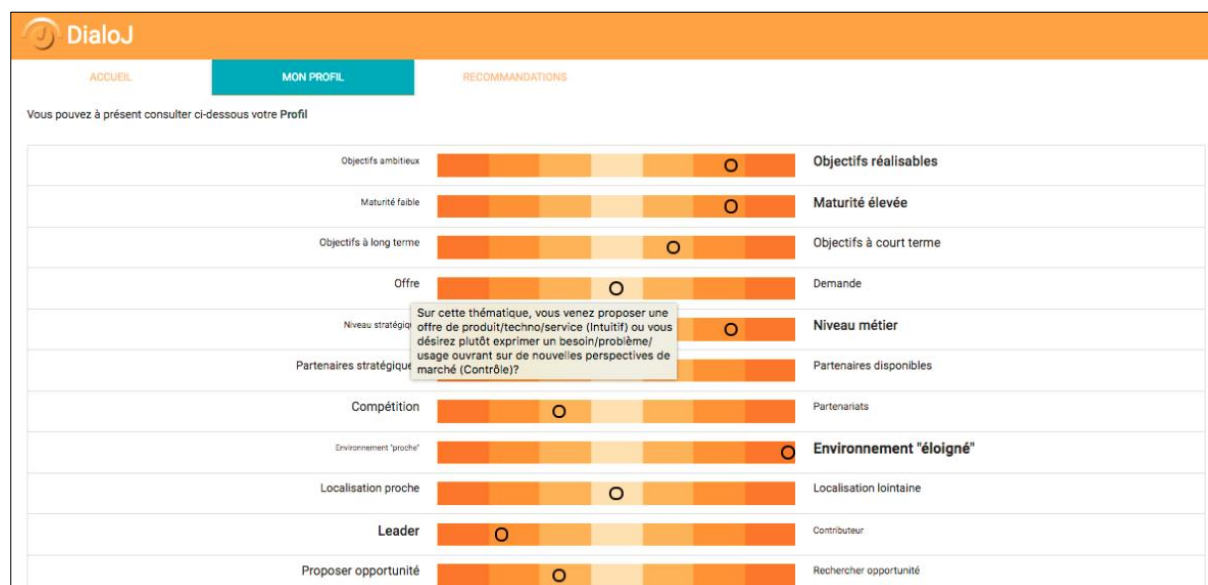 DialoJ
ACCUEIL MON PROFIL RECOMMANDATIONS
Vous pouvez à présent consulter ci-dessous votre Profil
Objectifs ambitieux Objectifs réalisables
Maturité faible Maturité élevée
Objectifs à long terme Objectifs à court terme
Offre Demande
Sur cette thématique, vous venez proposer une
offre de produit/techno/service (Intuitif) ou vous
désirez plutôt exprimer un besoin/problème/
usage ouvrant sur de nouvelles perspectives de
marché (Contrôle)?
Niveau stratégiq Niveau métier
Partenaires stratégique Partenaires disponibles
Compétition Partenariats
Environnement "proche" Environnement "éloigné"
Localisation proche Localisation lointaine
Leader Contributeur
Proposer opportunité Rechercher opportunité